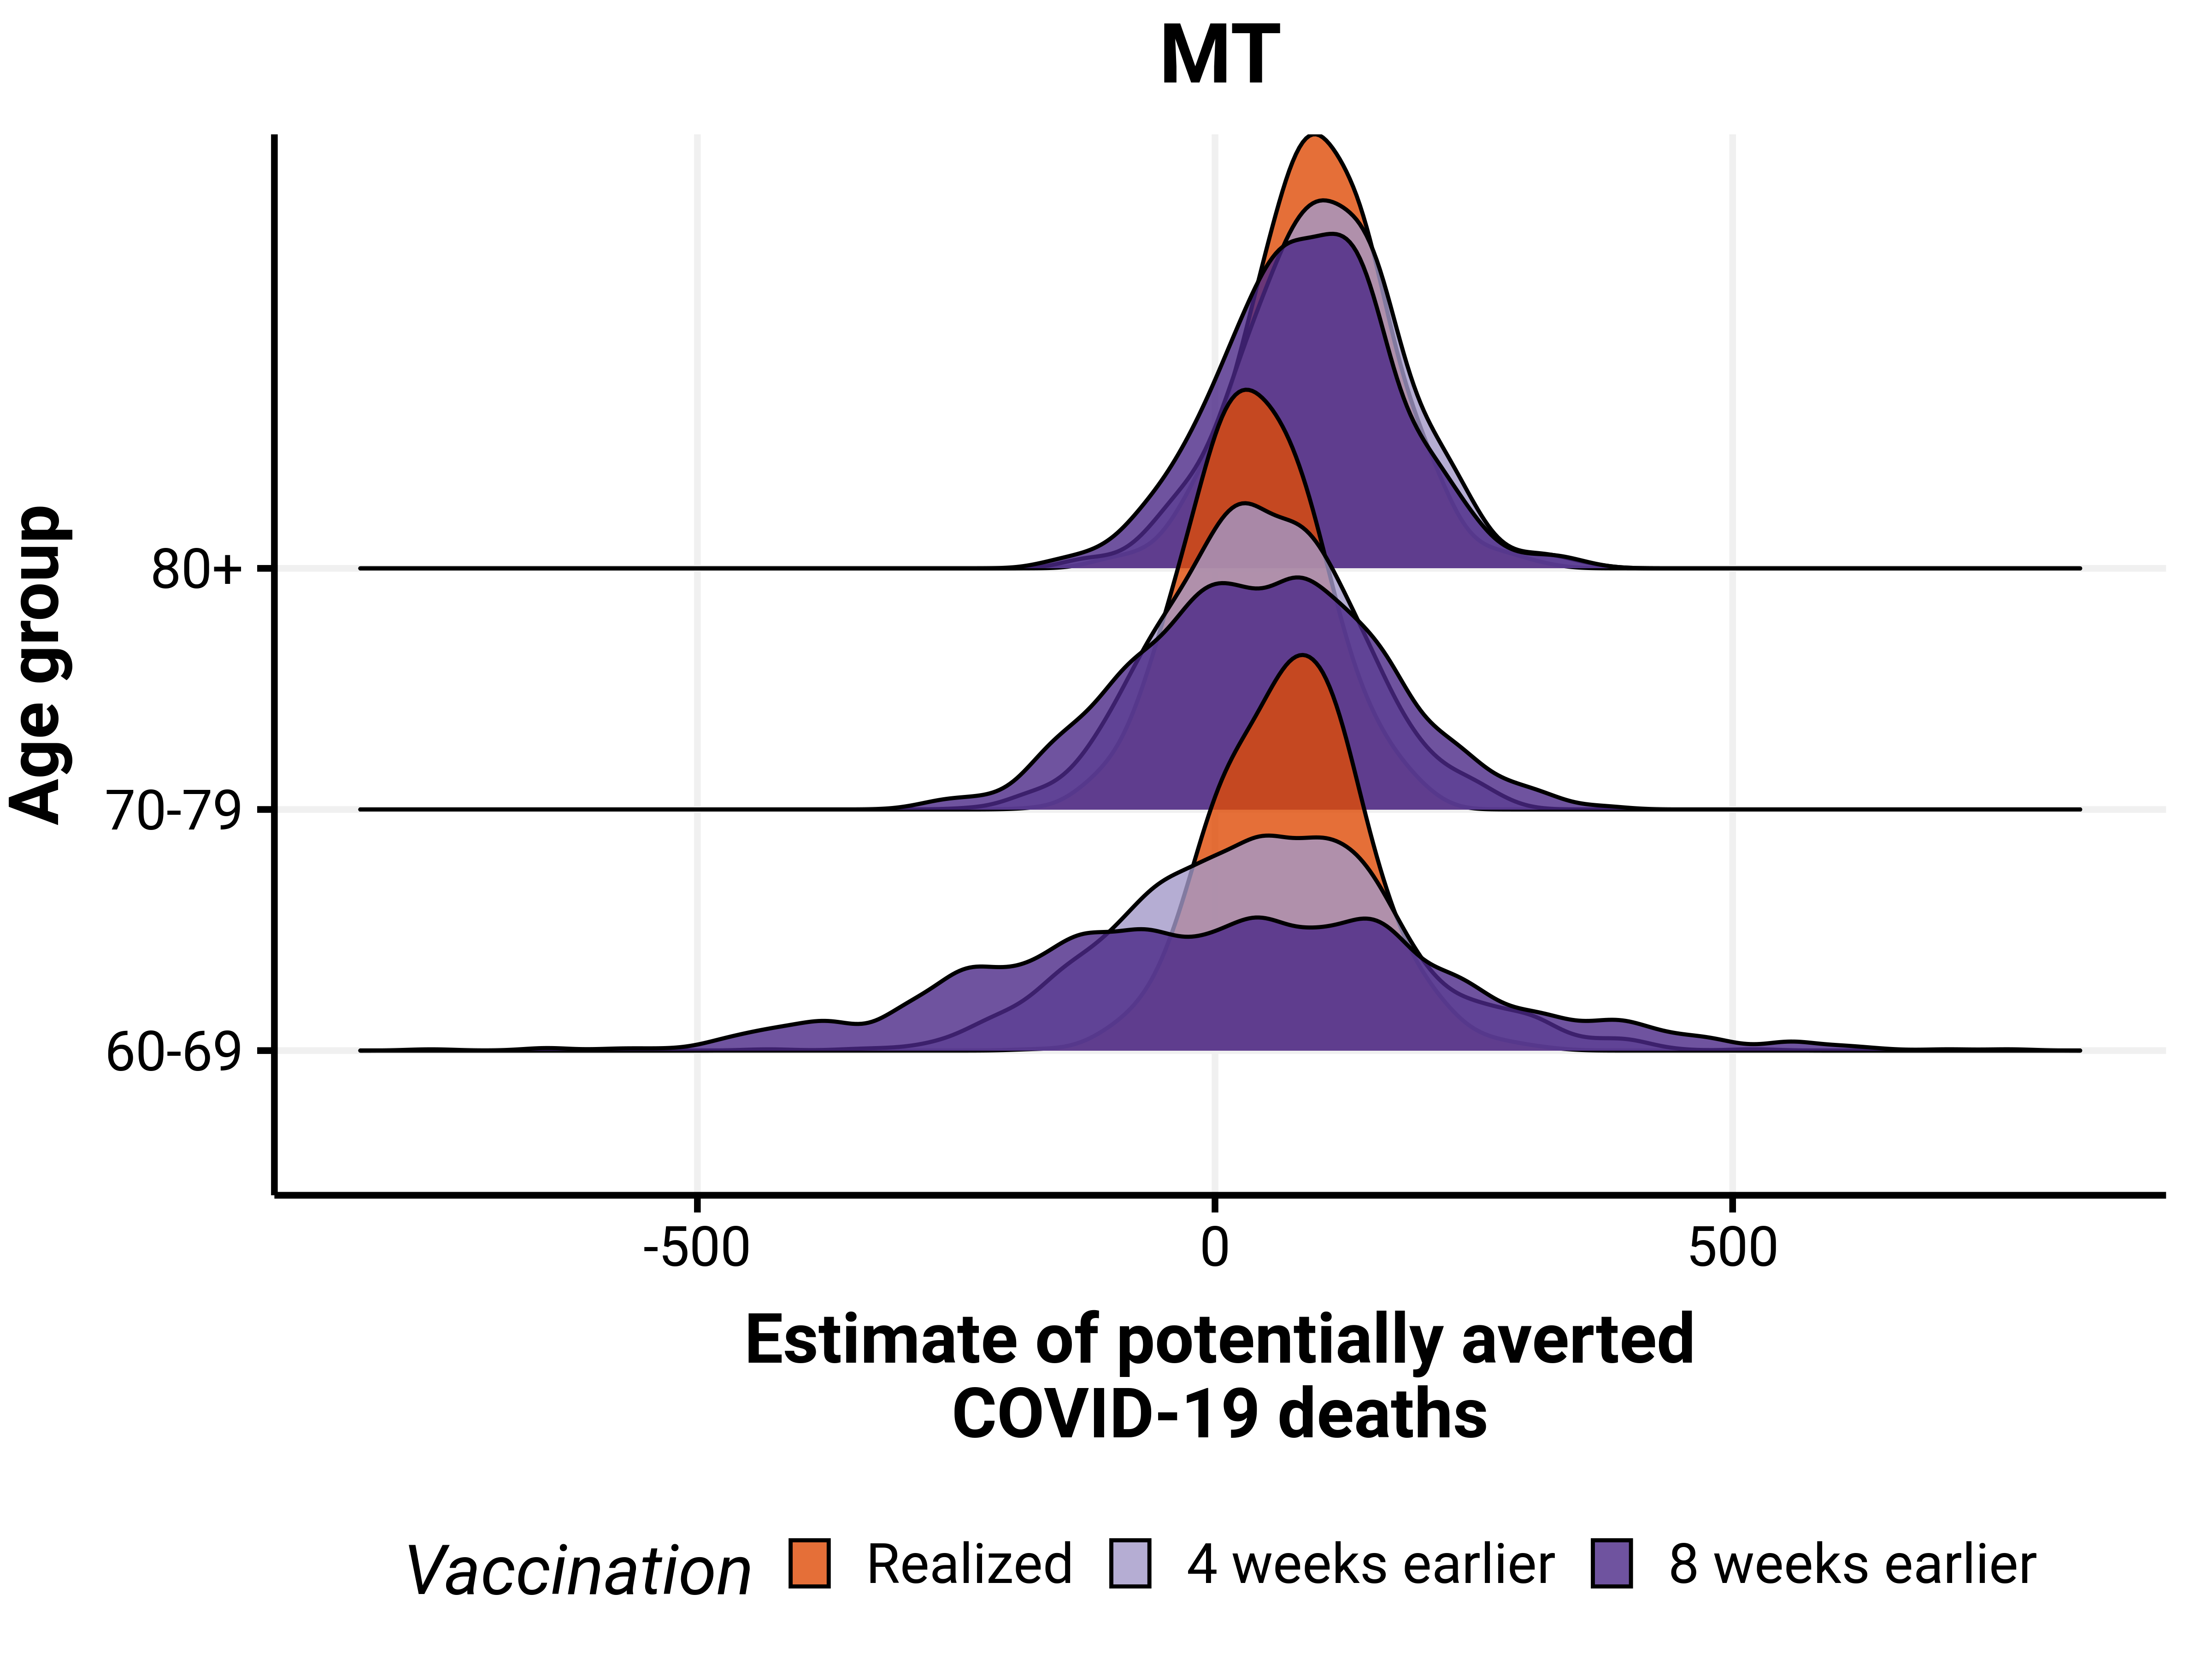 MT
Age group
80+
70-79
60-69
-500 0 500
Estimate of potentially averted
COVID-19 deaths
Vaccination Realized 4 weeks earlier 8 weeks earlier